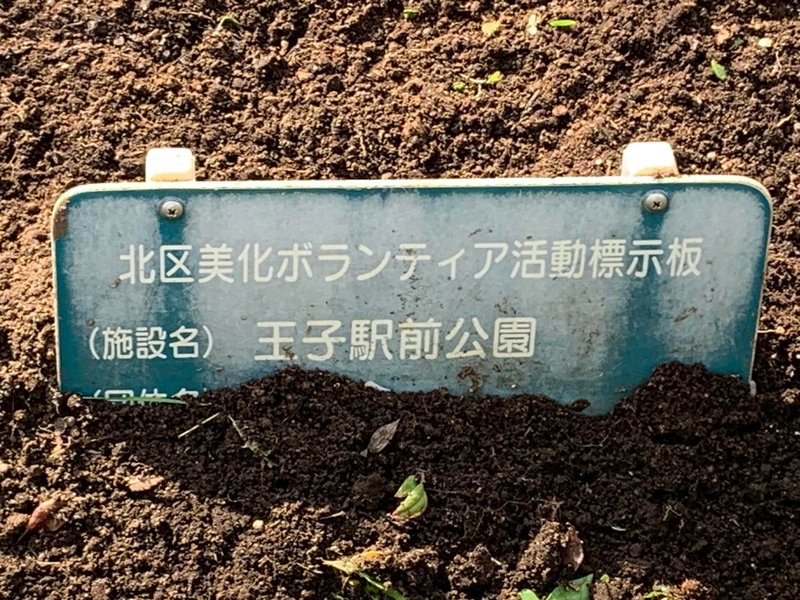 北区美化ボランティア活動標示板
（施設名） 王子駅前公園